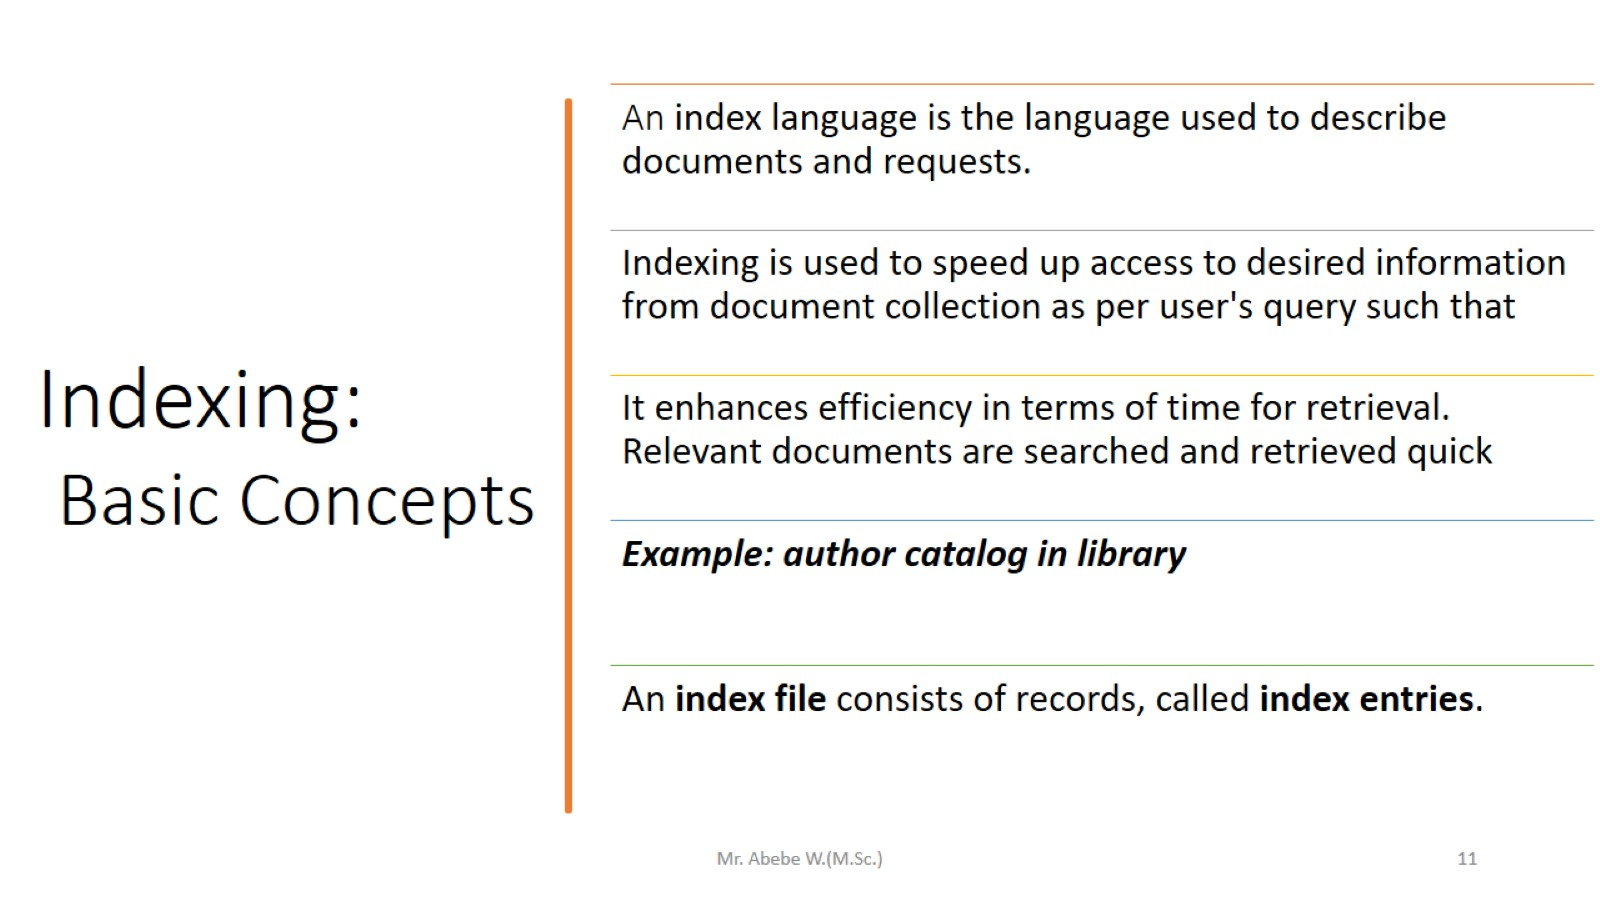 Indexing:
Basic Concepts
An index language is the language used to describe
documents and requests.
Indexing is used to speed up access to desired information
from document collection as per user's query such that
It enhances efficiency in terms of time for retrieval.
Relevant documents are searched and retrieved quick
Example: author catalog in library
An index file consists of records, called index entries.
Mr. Abebe W.(M.Sc.)
11